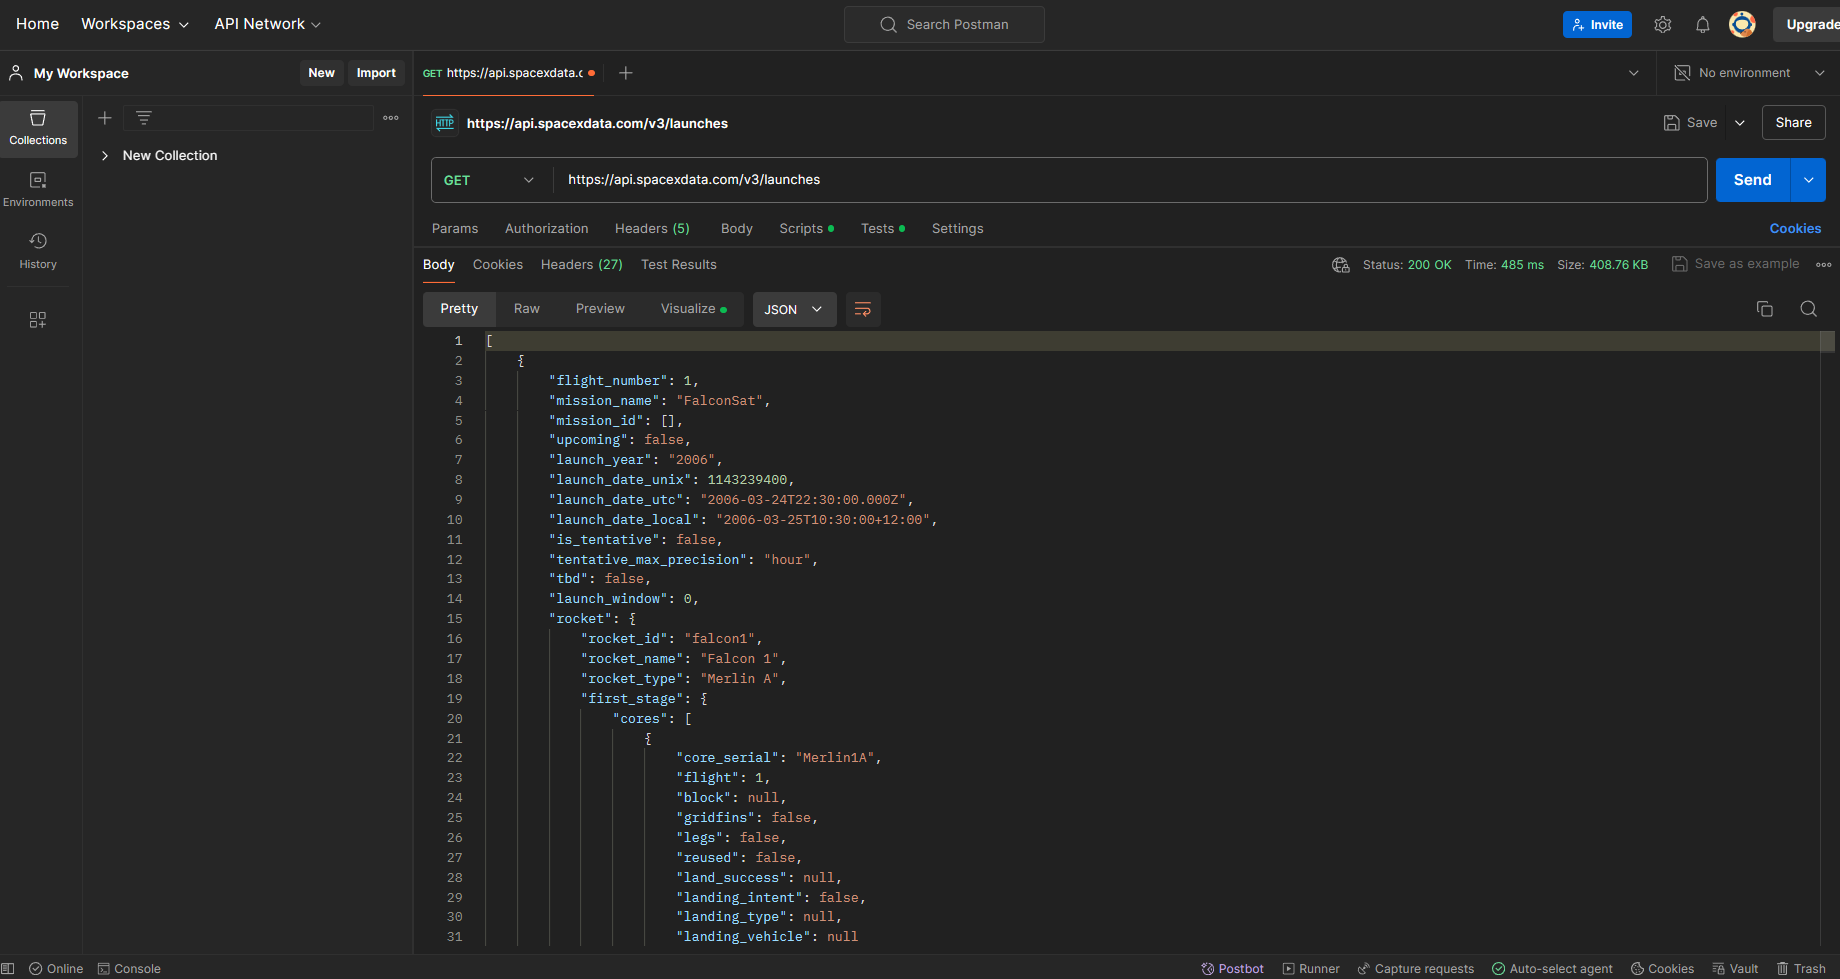 Home Workspaces API Network Search Postman Invite Upgrade
My Workspace New Import GET https://api.spacexdata.c No environment
Collections
Environments
History
New Collection
HTTP https://api.spacexdata.com/v3/launches Save Share
GET https://api.spacexdata.com/v3/launches Send
Params Authorization Headers (5) Body Scripts Tests Settings Cookies
Body Cookies Headers (27) Test Results Status: 200 OK Time: 485 ms Size: 408.76 KB Save as example
Pretty Raw Preview Visualize JSON
1 [
2 {
3 "flight_number": 1,
4 "mission_name": "FalconSat",
5 "mission_id": [],
6 "upcoming": false,
7 "launch_year": "2006",
8 "launch_date_unix": 1143239400,
9 "launch_date_utc": "2006-03-24T22:30:00.000Z",
10 "launch_date_local": "2006-03-25T10:30:00+12:00",
11 "is_tentative": false,
12 "tentative_max_precision": "hour",
13 "tbd": false,
14 "launch_window": 0,
15 "rocket": {
16 "rocket_id": "falcon1",
17 "rocket_name": "Falcon 1",
18 "rocket_type": "Merlin A",
19 "first_stage": {
20 "cores": [
21 {
22 "core_serial": "Merlin1A",
23 "flight": 1,
24 "block": null,
25 "gridfins": false,
26 "legs": false,
27 "reused": false,
28 "land_success": null,
29 "landing_intent": false,
30 "landing_type": null,
31 "landing_vehicle": null
Online Console Postbot Runner Capture requests Auto-select agent Cookies Vault Trash